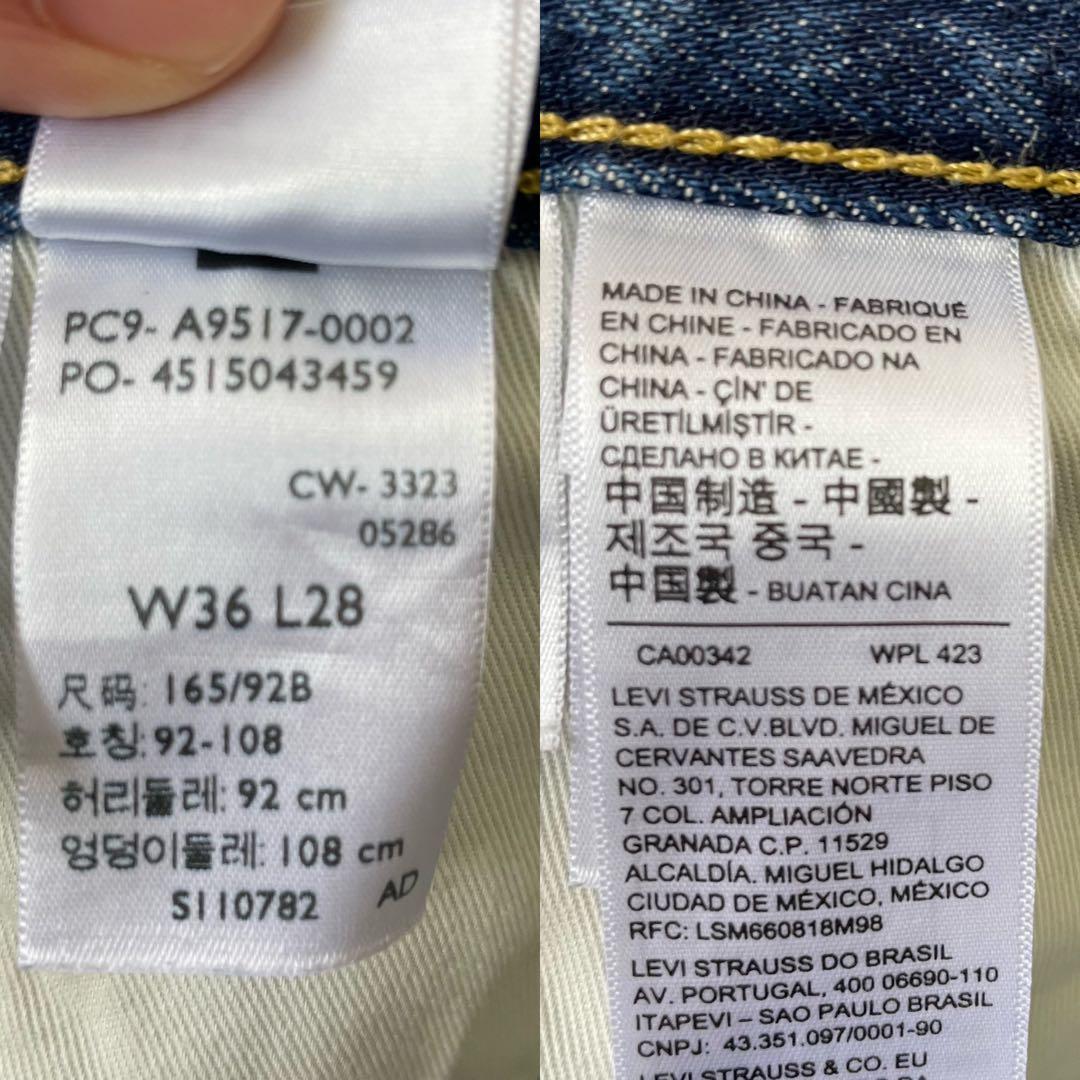 PC9- A9517-0002
PO- 4515043459
CW- 3323
05286
W36 L28
尺码: 165/92B
호칭: 92-108
허리둘레: 92 cm
엉덩이둘레: 108 cm
S110782
AD
MADE IN CHINA - FABRIQUÉ
EN CHINE - FABRICADO EN
CHINA - FABRICADO NA
CHINA - ÇİN' DE
ÜRETİLMİŞTİR -
СДЕЛАНО В КИТАЕ -
中国制造 - 中國製 -
제조국 중국 -
中国製 - BUATAN CINA
CA00342 WPL 423
LEVI STRAUSS DE MÉXICO
S.A. DE C.V.BLVD. MIGUEL DE
CERVANTES SAAVEDRA
NO. 301, TORRE NORTE PISO
7 COL. AMPLIACIÓN
GRANADA C.P. 11529
ALCALDÍA. MIGUEL HIDALGO
CIUDAD DE MÉXICO, MÉXICO
RFC: LSM660818M98
LEVI STRAUSS DO BRASIL
AV. PORTUGAL, 400 06690-110
ITAPEVI – SAO PAULO BRASIL
CNPJ: 43.351.097/0001-90
LEVI STRAUSS & CO. EU